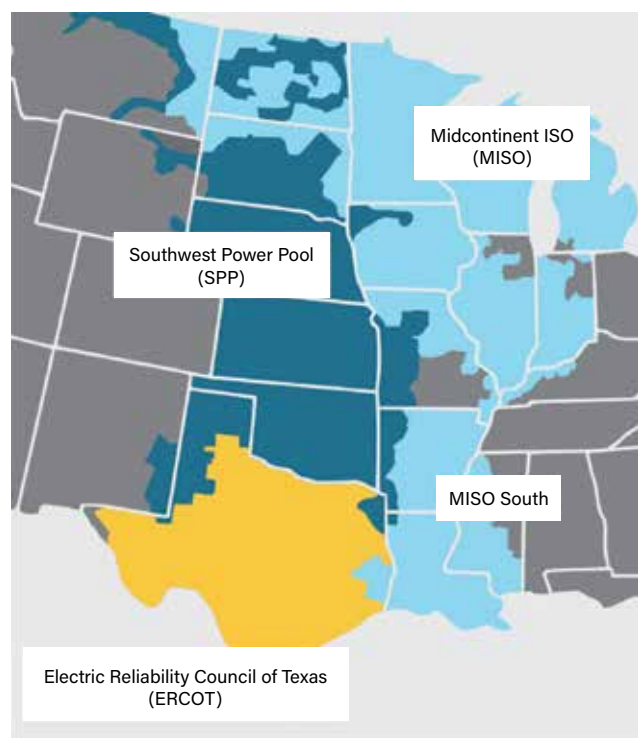 Midcontinent ISO
(MISO)
Southwest Power Pool
(SPP)
MISO South
Electric Reliability Council of Texas
(ERCOT)